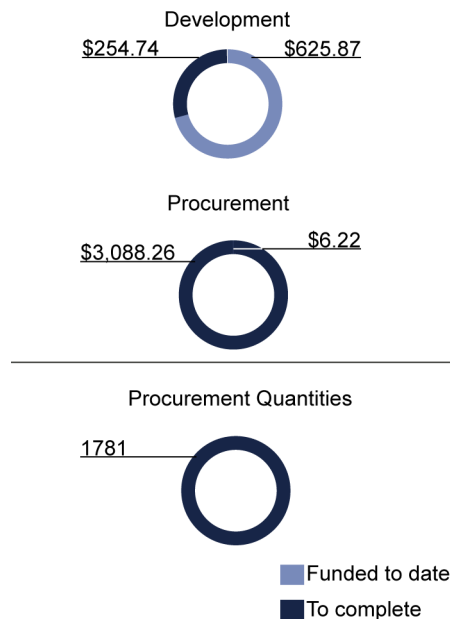 Development
$254.74 $625.87
Procurement
$6.22
$3,088.26
Procurement Quantities
1781
Funded to date
To complete